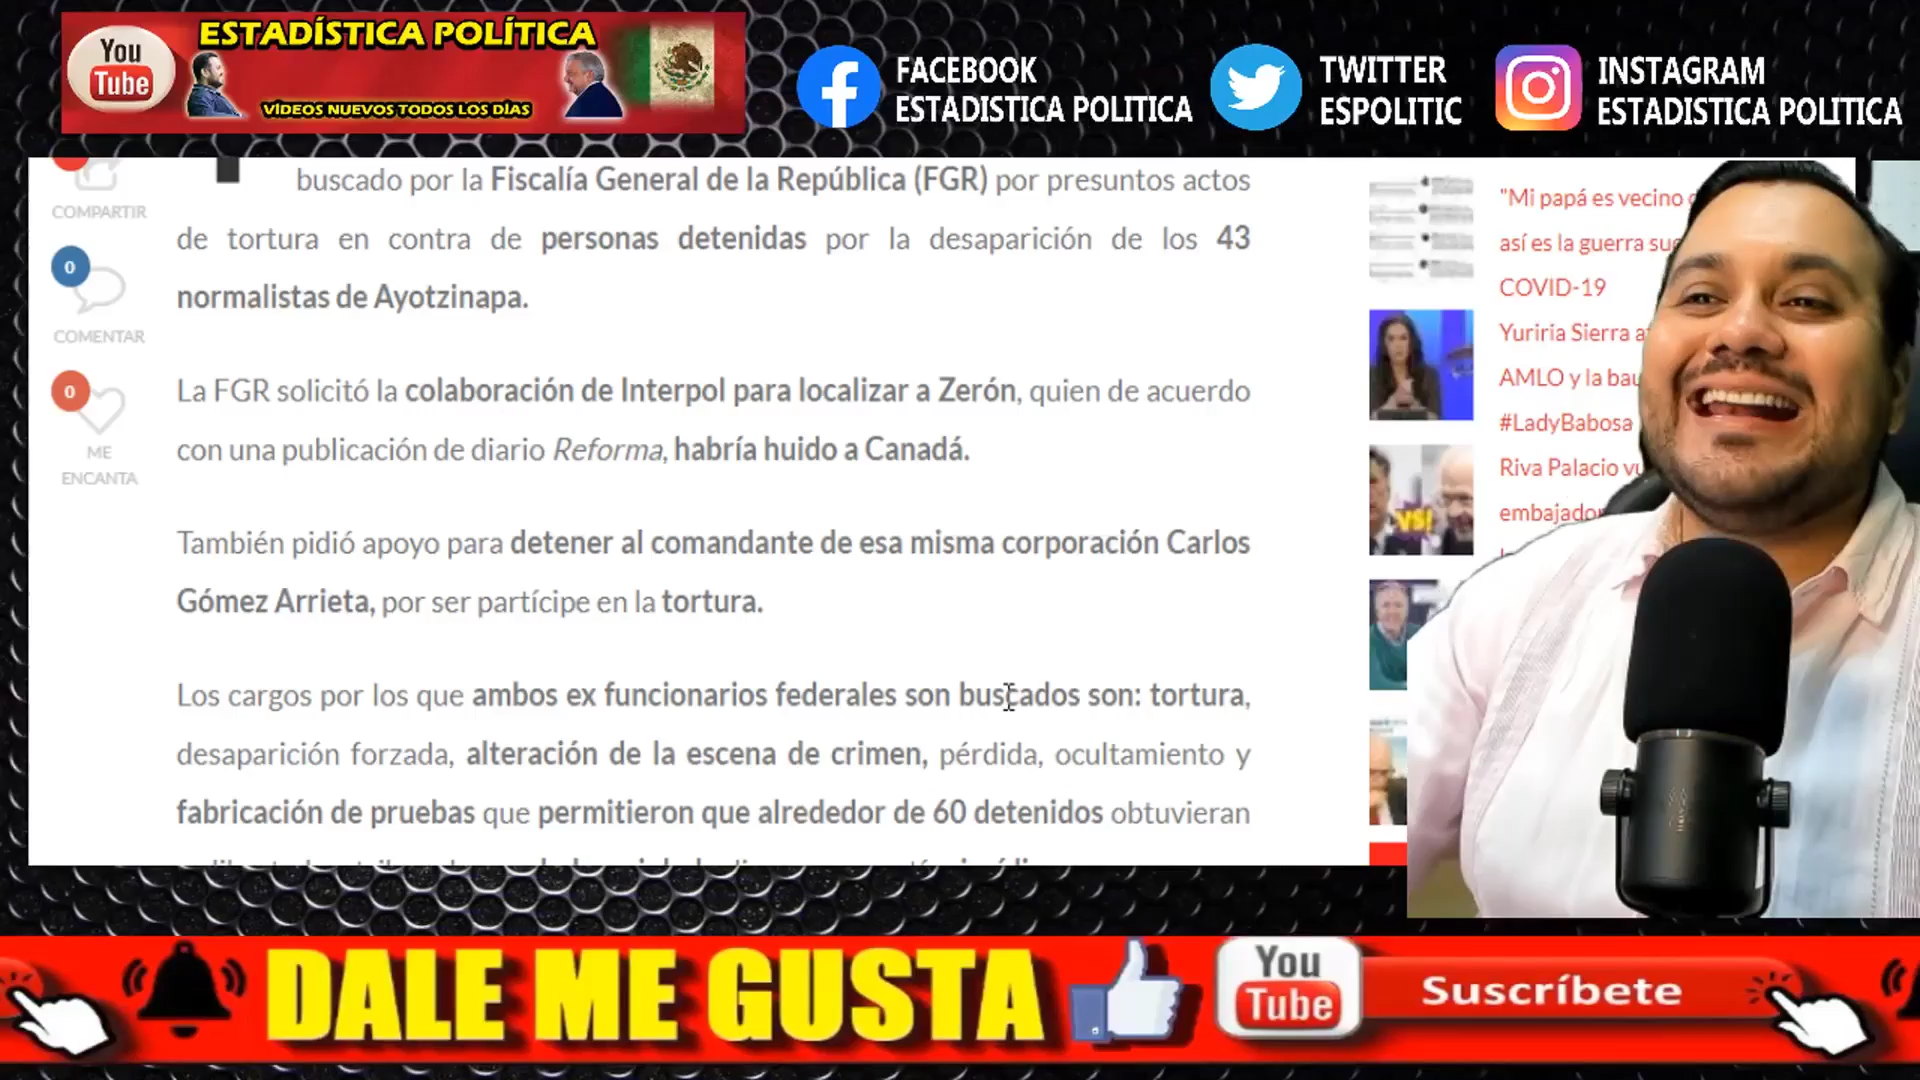 You
Tube
ESTADÍSTICA POLÍTICA
VÍDEOS NUEVOS TODOS LOS DÍAS
FACEBOOK
ESTADISTICA POLITICA
TWITTER
ESPOLITIC
INSTAGRAM
ESTADISTICA POLITICA
COMPARTIR
0
COMENTAR
0
ME
ENCANTA
buscado por la Fiscalía General de la República (FGR) por presuntos actos
de tortura en contra de personas detenidas por la desaparición de los 43
normalistas de Ayotzinapa.
La FGR solicitó la colaboración de Interpol para localizar a Zerón, quien de acuerdo
con una publicación de diario Reforma, habría huido a Canadá.
También pidió apoyo para detener al comandante de esa misma corporación Carlos
Gómez Arrieta, por ser partícipe en la tortura.
Los cargos por los que ambos ex funcionarios federales son buscados son: tortura,
desaparición forzada, alteración de la escena de crimen, pérdida, ocultamiento y
fabricación de pruebas que permitieron que alrededor de 60 detenidos obtuvieran
"Mi papá es vecino
así es la guerra
COVID-19
Yuriria Sierra
AMLO y la
#LadyBabosa
Riva Palacio
VS!
DALE ME GUSTA
You
Tube
Suscríbete